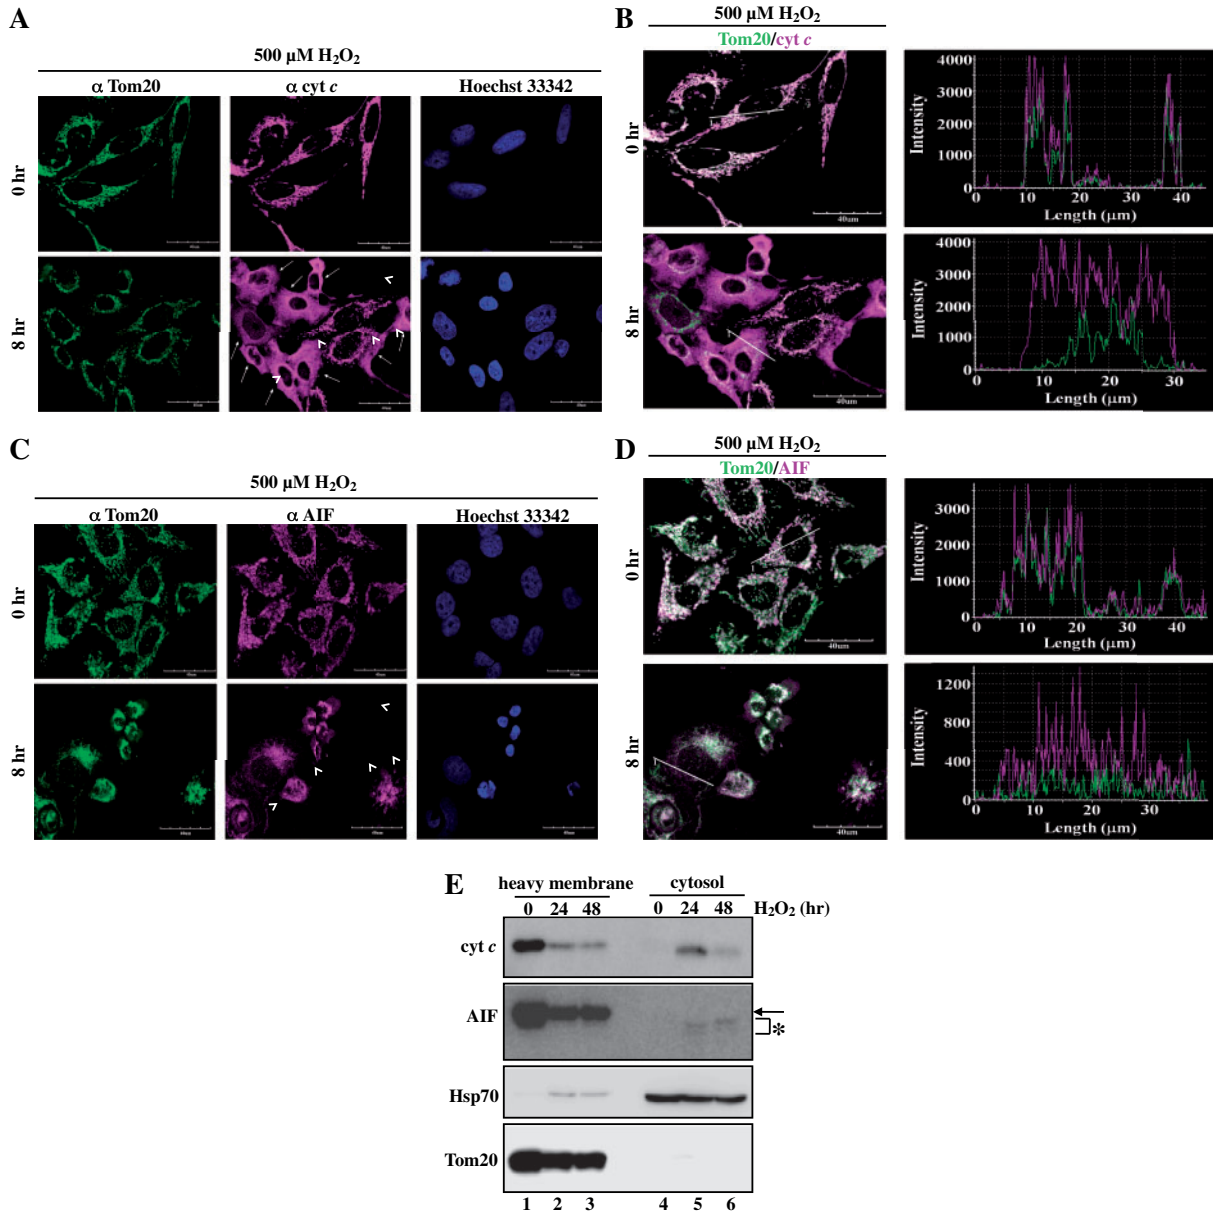 A
500 µM H₂O₂
α Tom20 α cyt c Hoechst 33342
0 hr
8 hr
B
500 µM H₂O₂
Tom20/cyt c
0 hr
40um
4000
3000
2000
1000
0
Intensity
0 10 20 30 40
Length (µm)
8 hr
40um
4000
3000
2000
1000
0
Intensity
0 10 20 30
Length (µm)
C
500 µM H₂O₂
α Tom20 α AIF Hoechst 33342
0 hr
8 hr
D
500 µM H₂O₂
Tom20/AIF
0 hr
40um
3000
2000
1000
0
Intensity
0 10 20 30 40
Length (µm)
8 hr
40um
1200
800
400
0
Intensity
0 10 20 30
Length (µm)
E
heavy membrane cytosol
0 24 48 0 24 48 H₂O₂ (hr)
cyt c
AIF
*
Hsp70
Tom20
1 2 3 4 5 6